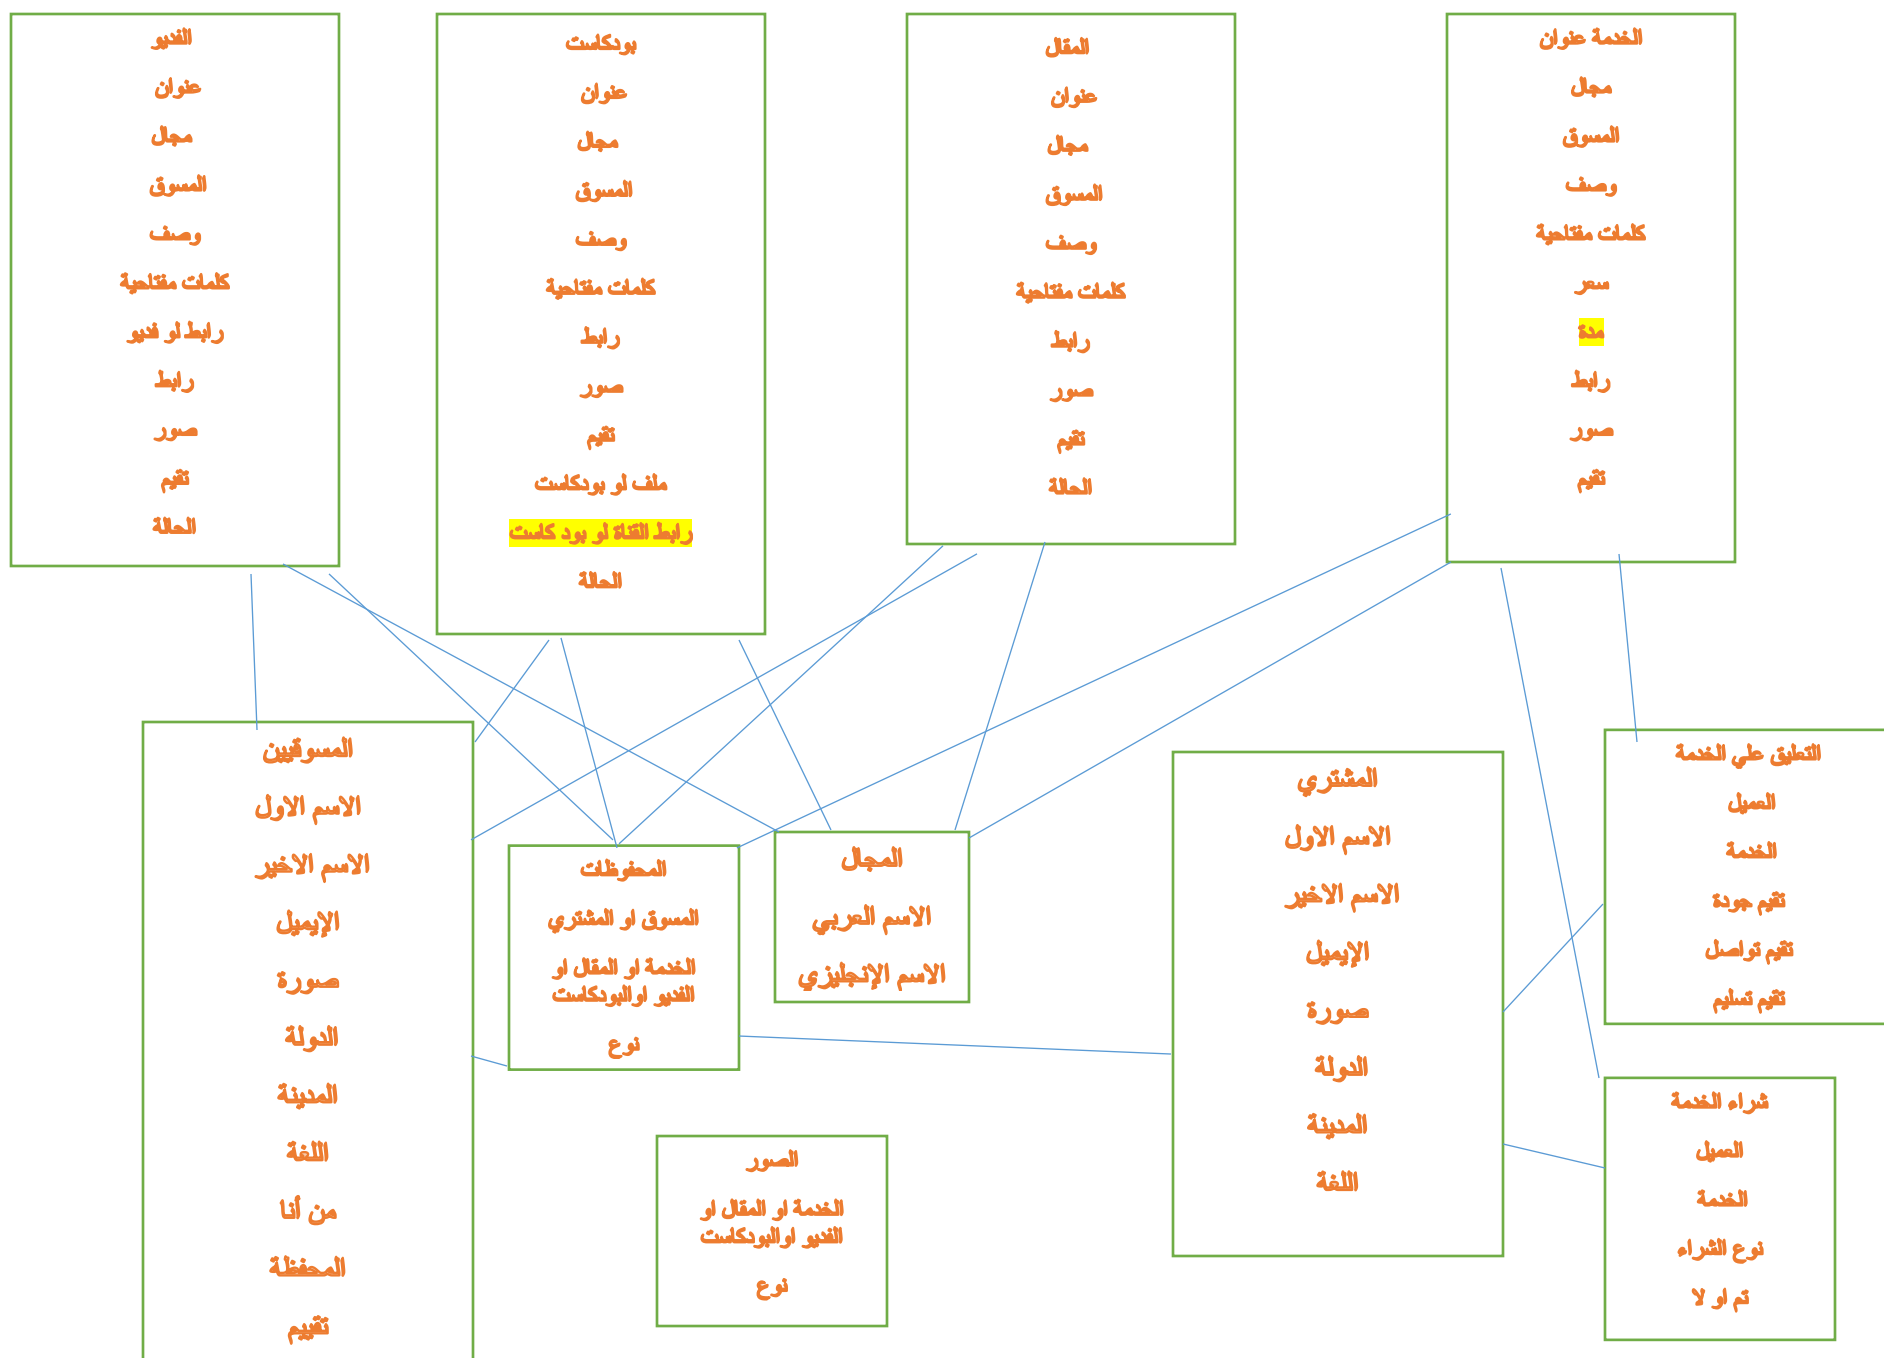 الخدمة عنوان
مجال
المسوق
وصف
كلمات مفتاحية
سعر
مدة
رابط
صور
تقيم
المقال
عنوان
مجال
المسوق
وصف
كلمات مفتاحية
رابط
صور
تقيم
الحالة
بودكاست
عنوان
مجال
المسوق
وصف
كلمات مفتاحية
رابط
صور
تقيم
ملف لو بودكاست
رابط القناة لو بود كاست
الحالة
الفديو
عنوان
مجال
المسوق
وصف
كلمات مفتاحية
رابط لو فديو
رابط
صور
تقيم
الحالة
التعليق علي الخدمة
العميل
الخدمة
تقيم جودة
تقيم تواصل
تقيم تسليم
شراء الخدمة
العميل
الخدمة
نوع الشراء
تم او لا
المشتري
الاسم الاول
الاسم الاخير
الإيميل
صورة
الدولة
المدينة
اللغة
المجال
الاسم العربي
الاسم الإنجليزي
المحفوظات
المسوق او المشتري
الخدمة او المقال او
الفديو اوالبودكاست
نوع
الصور
الخدمة او المقال او
الفديو اوالبودكاست
نوع
المسوقيين
الاسم الاول
الاسم الاخير
الإيميل
صورة
الدولة
المدينة
اللغة
من أنا
المحفظة
تقييم